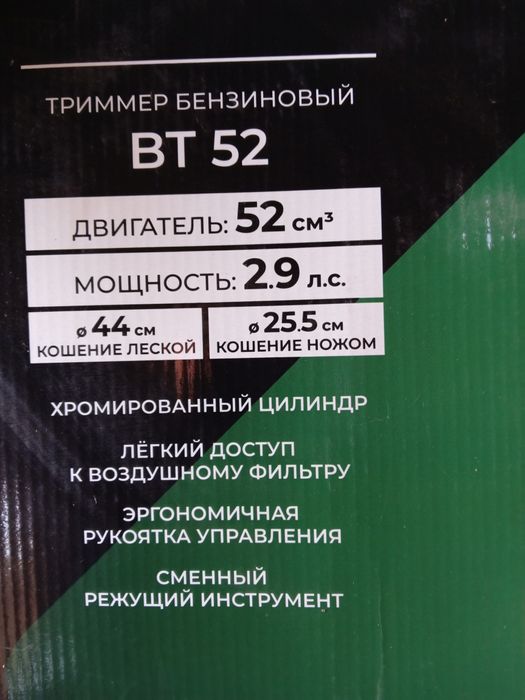 ТРИММЕР БЕНЗИНОВЫЙ
ВТ 52
ДВИГАТЕЛЬ: 52 см³
МОЩНОСТЬ: 2.9 л.с.
ø 44 см
КОШЕНИЕ ЛЕСКОЙ
ø 25.5 см
КОШЕНИЕ НОЖОМ
ХРОМИРОВАННЫЙ ЦИЛИНДР
ЛЁГКИЙ ДОСТУП
К ВОЗДУШНОМУ ФИЛЬТРУ
ЭРГОНОМИЧНАЯ
РУКОЯТКА УПРАВЛЕНИЯ
СМЕННЫЙ
РЕЖУЩИЙ ИНСТРУМЕНТ